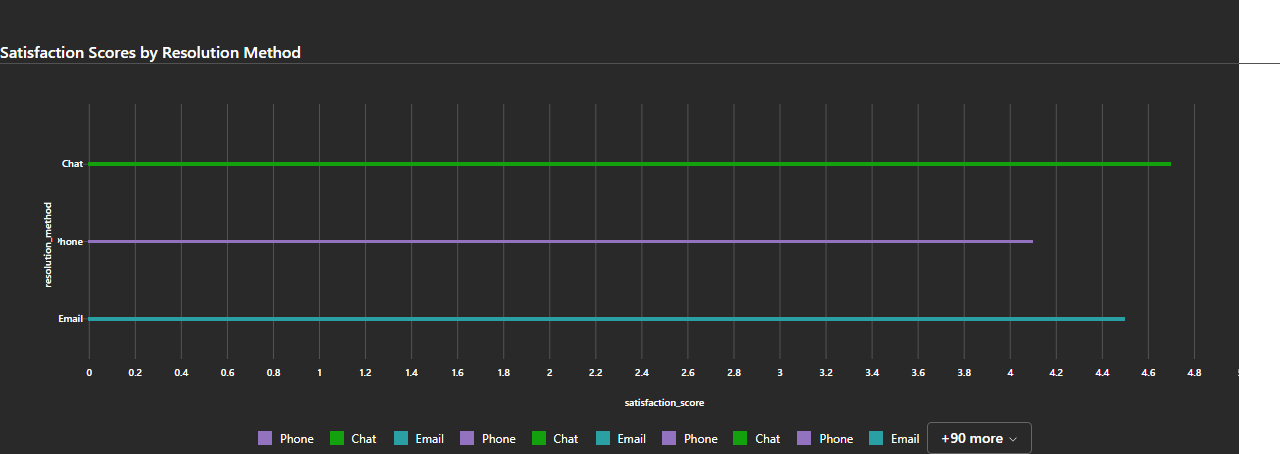 Satisfaction Scores by Resolution Method
Chat
Phone
Email
resolution_method
0 0.2 0.4 0.6 0.8 1 1.2 1.4 1.6 1.8 2 2.2 2.4 2.6 2.8 3 3.2 3.4 3.6 3.8 4 4.2 4.4 4.6 4.8
satisfaction_score
Phone Chat Email Phone Chat Email Phone Chat Phone Email +90 more